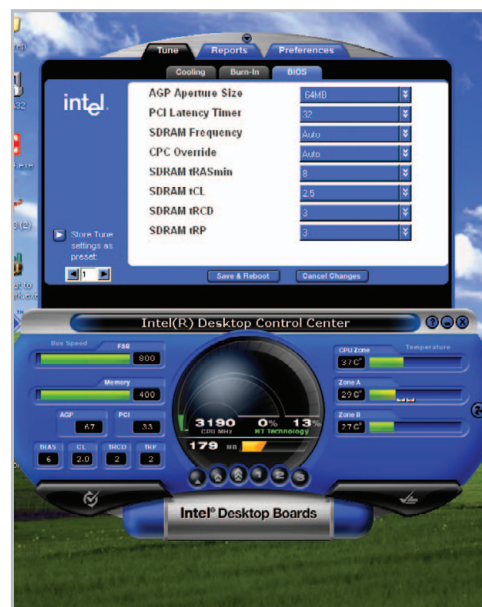 Tune Reports Preferences
Cooling Burn-In BIOS
intel.
AGP Aperture Size 64MB
PCI Latency Timer 32
SDRAM Frequency Auto
CPC Override Auto
SDRAM tRASmin 8
SDRAM tCL 2.5
SDRAM tRCD 3
SDRAM tRP 3
Store Tune
settings as
preset:
1
Save & Reboot Cancel Changes
Intel(R) Desktop Control Center
Bus Speed FSB
800
Memory
400
AGP PCI
67 33
tRAS CL tRCD tRP
6 2.0 2 2
3190 0% 13%
CPU MHz HT Technology
179 MB
CPU Zone Temperature
37C°
Zone A
29C°
Zone B
27C°
Intel® Desktop Boards